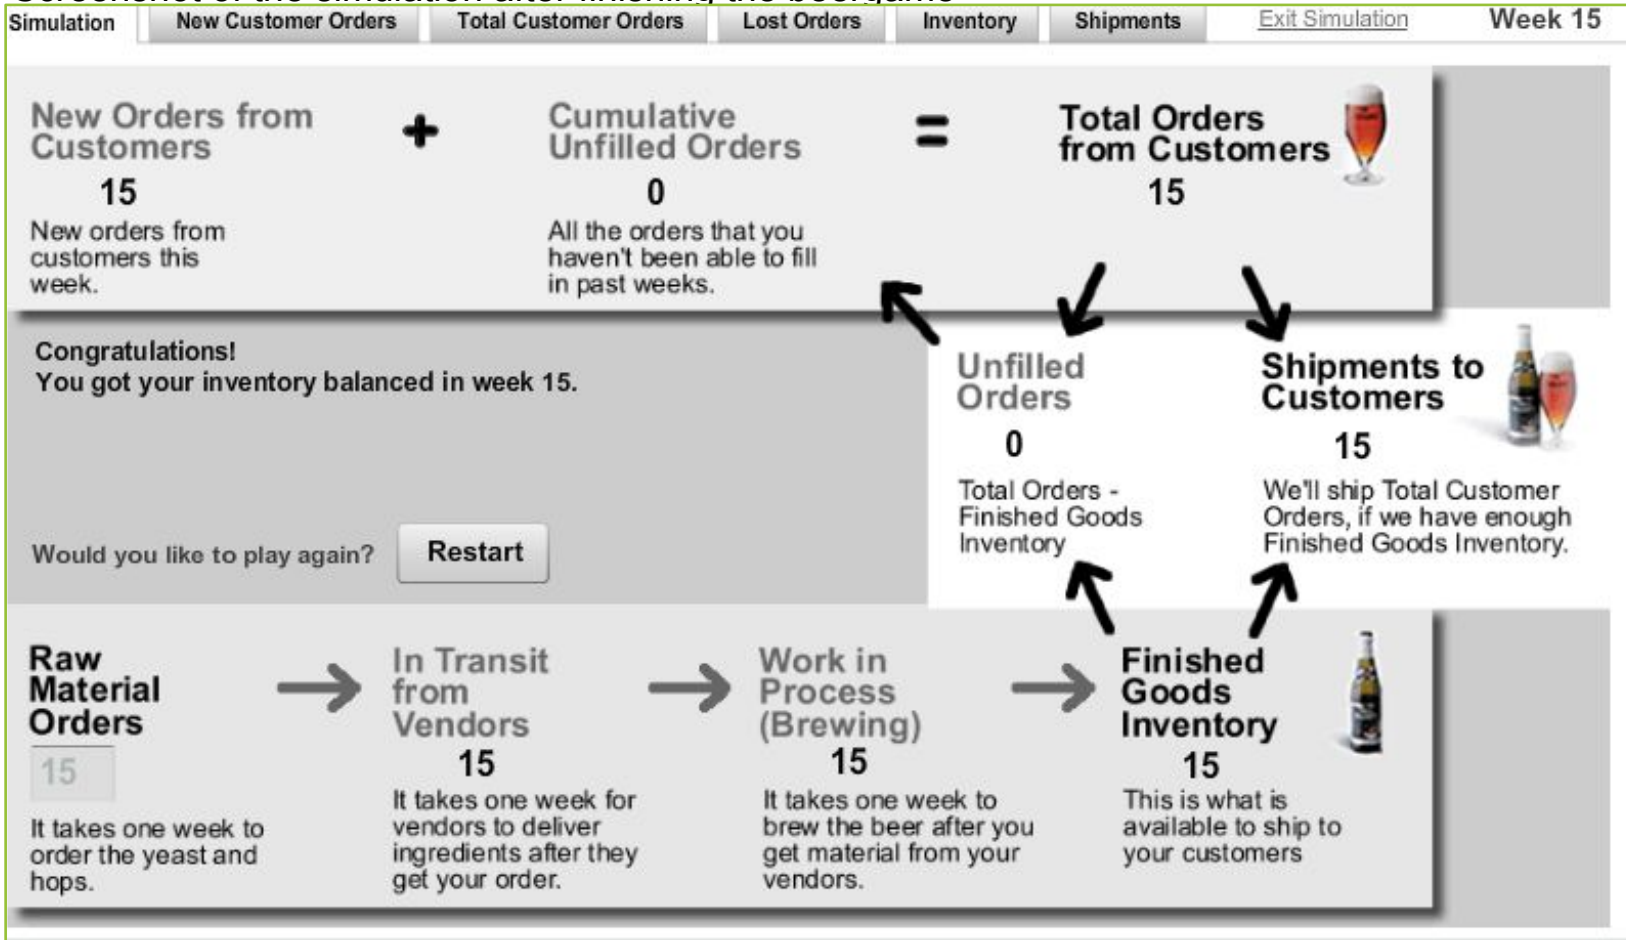 Screenshot of the simulation after finishing the beergame
Simulation
New Customer Orders
Total Customer Orders
Lost Orders
Inventory
Shipments
Exit Simulation
Week 15
New Orders from
Customers
15
New orders from
customers this
week.
+
Cumulative
Unfilled Orders
0
All the orders that you
haven't been able to fill
in past weeks.
=
Total Orders
from Customers
15
Congratulations!
You got your inventory balanced in week 15.
Would you like to play again?
Restart
Unfilled
Orders
0
Total Orders -
Finished Goods
Inventory
Shipments to
Customers
15
We'll ship Total Customer
Orders, if we have enough
Finished Goods Inventory.
Raw
Material
Orders
15
It takes one week to
order the yeast and
hops.
In Transit
from
Vendors
15
It takes one week for
vendors to deliver
ingredients after they
get your order.
Work in
Process
(Brewing)
15
It takes one week to
brew the beer after you
get material from your
vendors.
Finished
Goods
Inventory
15
This is what is
available to ship to
your customers